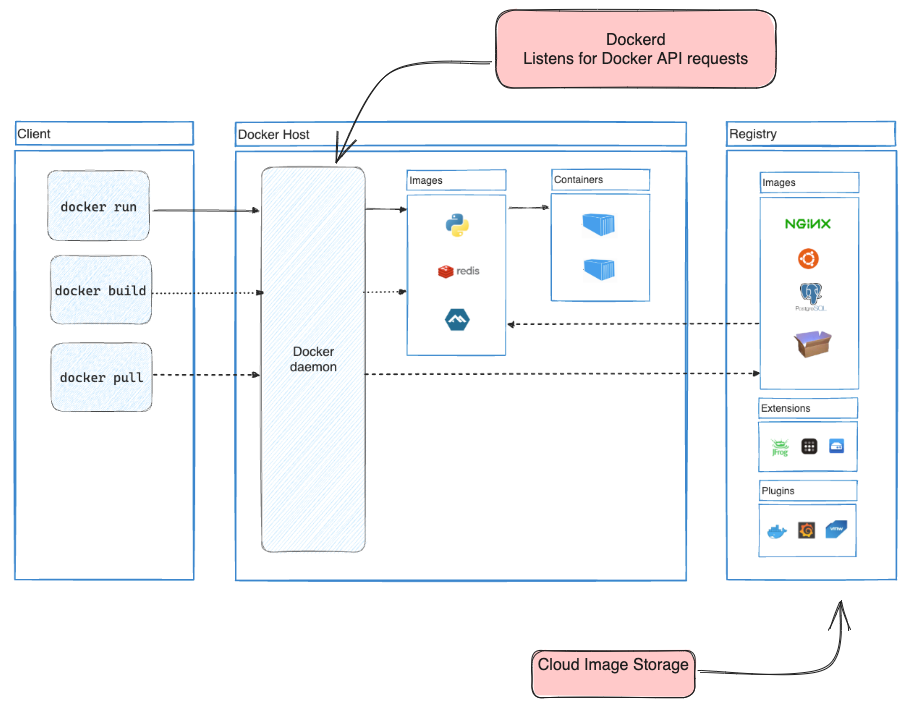 Dockerd
Listens for Docker API requests
Client
Docker Host
Registry
docker run
docker build
docker pull
Docker
daemon
Images
redis
Containers
Images
NGINX
PostgreSQL
Extensions
jFrog
Plugins
Cloud Image Storage